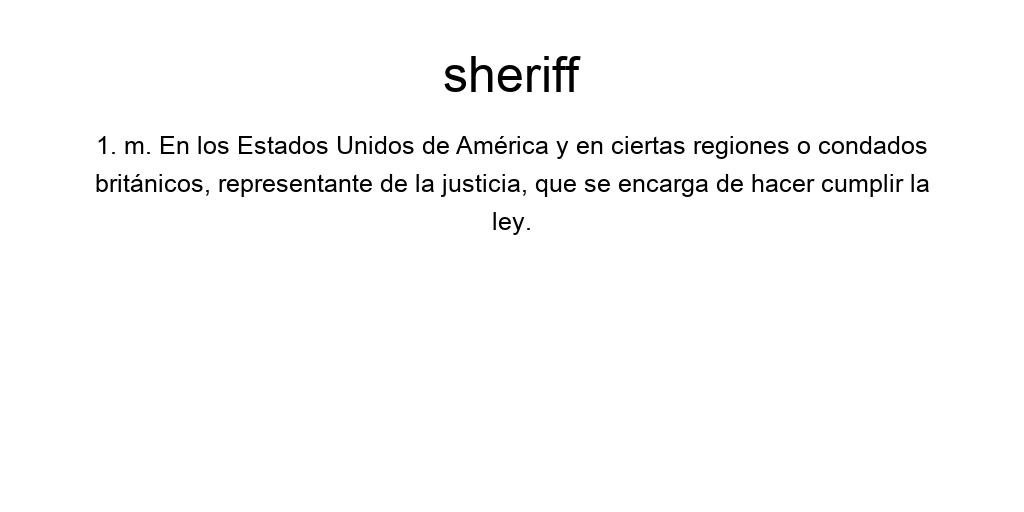 sheriff
1. m. En los Estados Unidos de América y en ciertas regiones o condados
británicos, representante de la justicia, que se encarga de hacer cumplir la
ley.